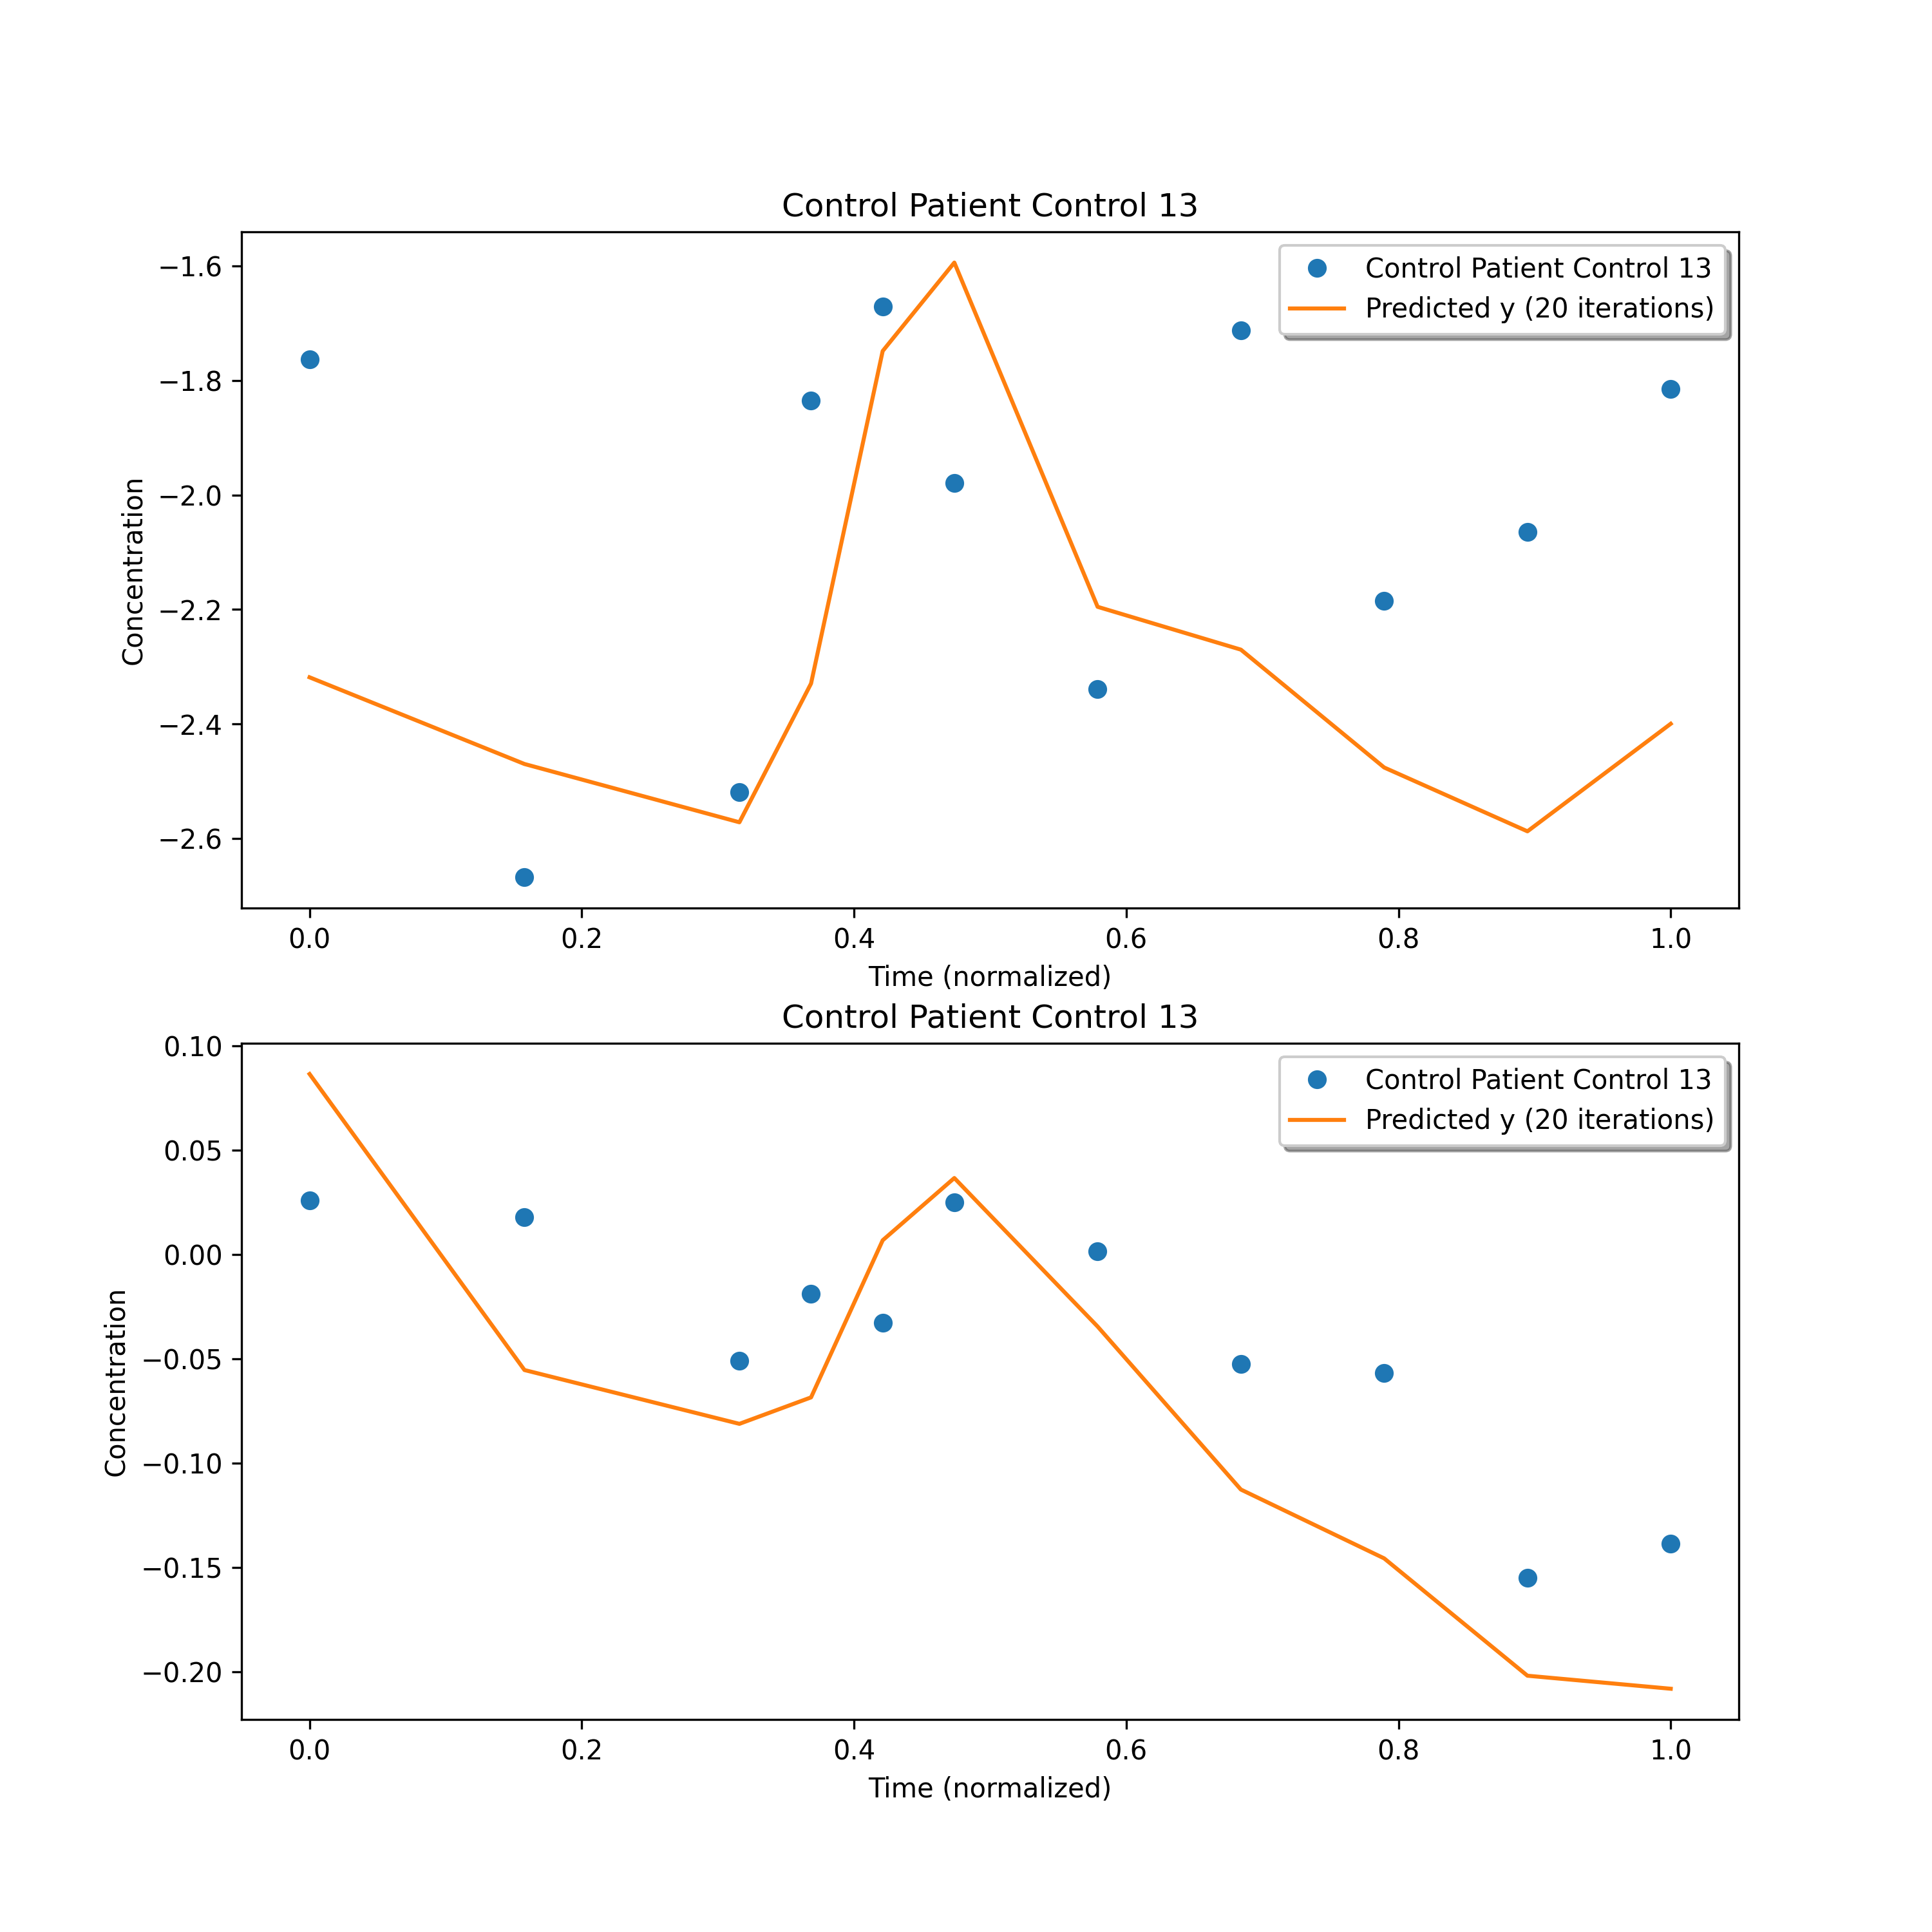 Control Patient Control 13
Control Patient Control 13
Predicted y (20 iterations)
−1.6
−1.8
−2.0
−2.2
−2.4
−2.6
Concentration
0.0 0.2 0.4 0.6 0.8 1.0
Time (normalized)
Control Patient Control 13
Control Patient Control 13
Predicted y (20 iterations)
0.10
0.05
0.00
−0.05
−0.10
−0.15
−0.20
Concentration
0.0 0.2 0.4 0.6 0.8 1.0
Time (normalized)